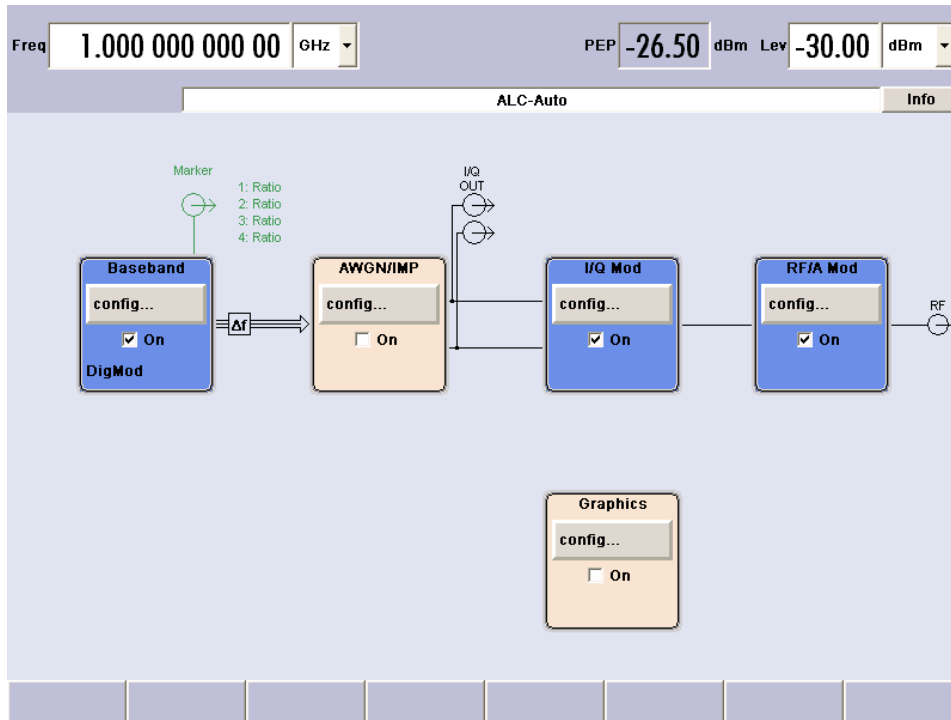 Freq 1.000 000 000 00 GHz PEP -26.50 dBm Lev -30.00 dBm
ALC-Auto Info
Marker
1: Ratio
2: Ratio
3: Ratio
4: Ratio
I/Q
OUT
Baseband
config...
On
DigMod
Δf
AWGN/IMP
config...
On
I/Q Mod
config...
On
RF/A Mod
config...
On
RF
Graphics
config...
On